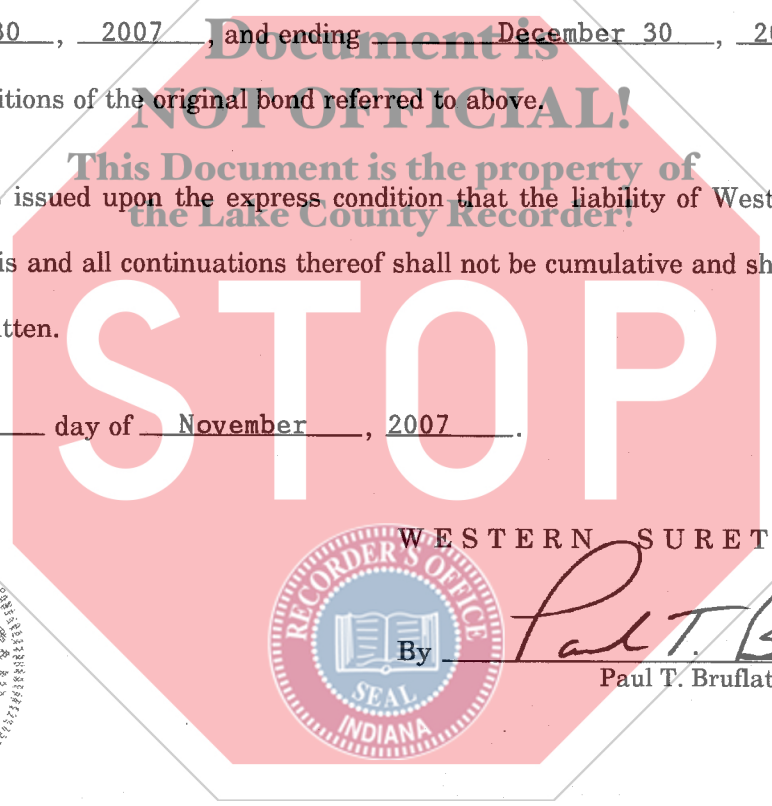 30 , 2007 , and ending December 30 , 20
Document is
itions of the original bond referred to above.
NOT OFFICIAL!
This Document is the property of
issued upon the express condition that the liability of West
the Lake County Recorder!
is and all continuations thereof shall not be cumulative and sh
STOP
tten.
day of November , 2007 .
WESTERN SURET
RECORDER'S OFFICE
SEAL
INDIANA
By Paul T. B
Paul T. Bruflat